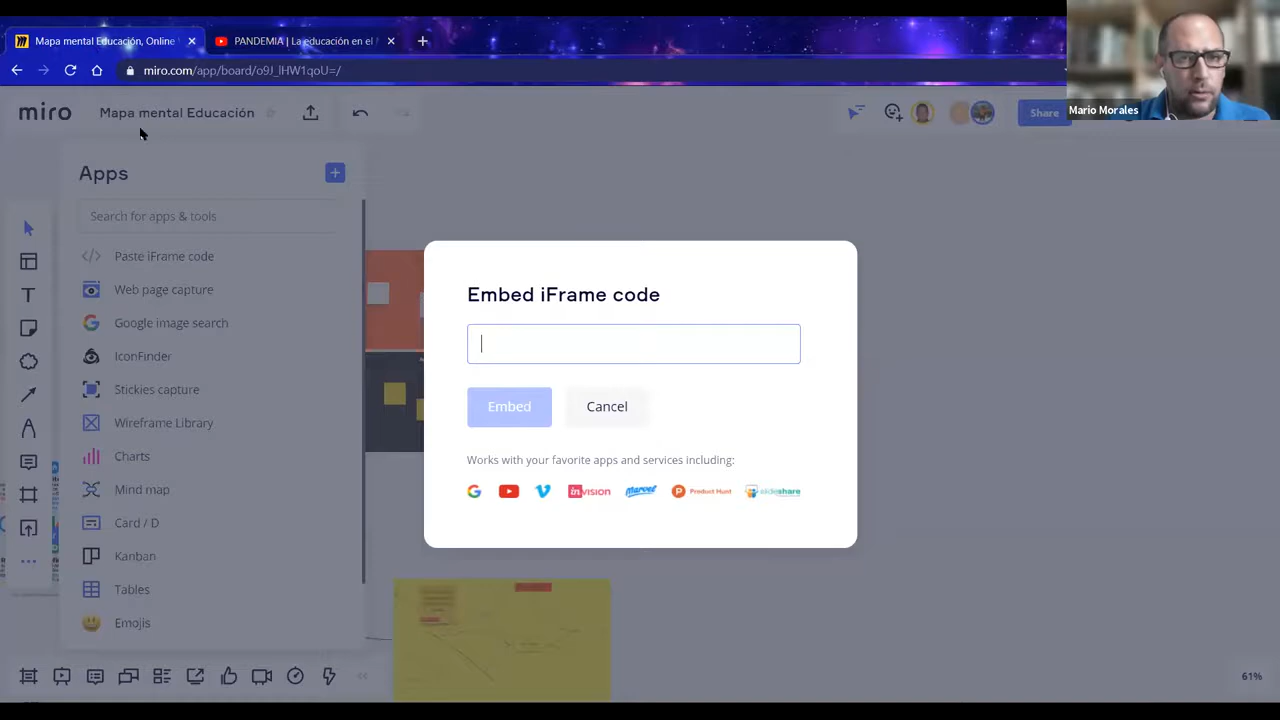 Mapa mental Educación, Online
PANDEMIA | La educación en el
miro.com/app/board/o9J_lHW1qoU=/
Mario Morales
miro
Mapa mental Educación
Share
Apps
Search for apps & tools
Paste iFrame code
Web page capture
Google image search
IconFinder
Stickies capture
Wireframe Library
Charts
Mind map
Card / D
Kanban
Tables
Emojis
Embed iFrame code
Embed
Cancel
Works with your favorite apps and services including:
invision
Marvel
Product Hunt
slideshare
61%